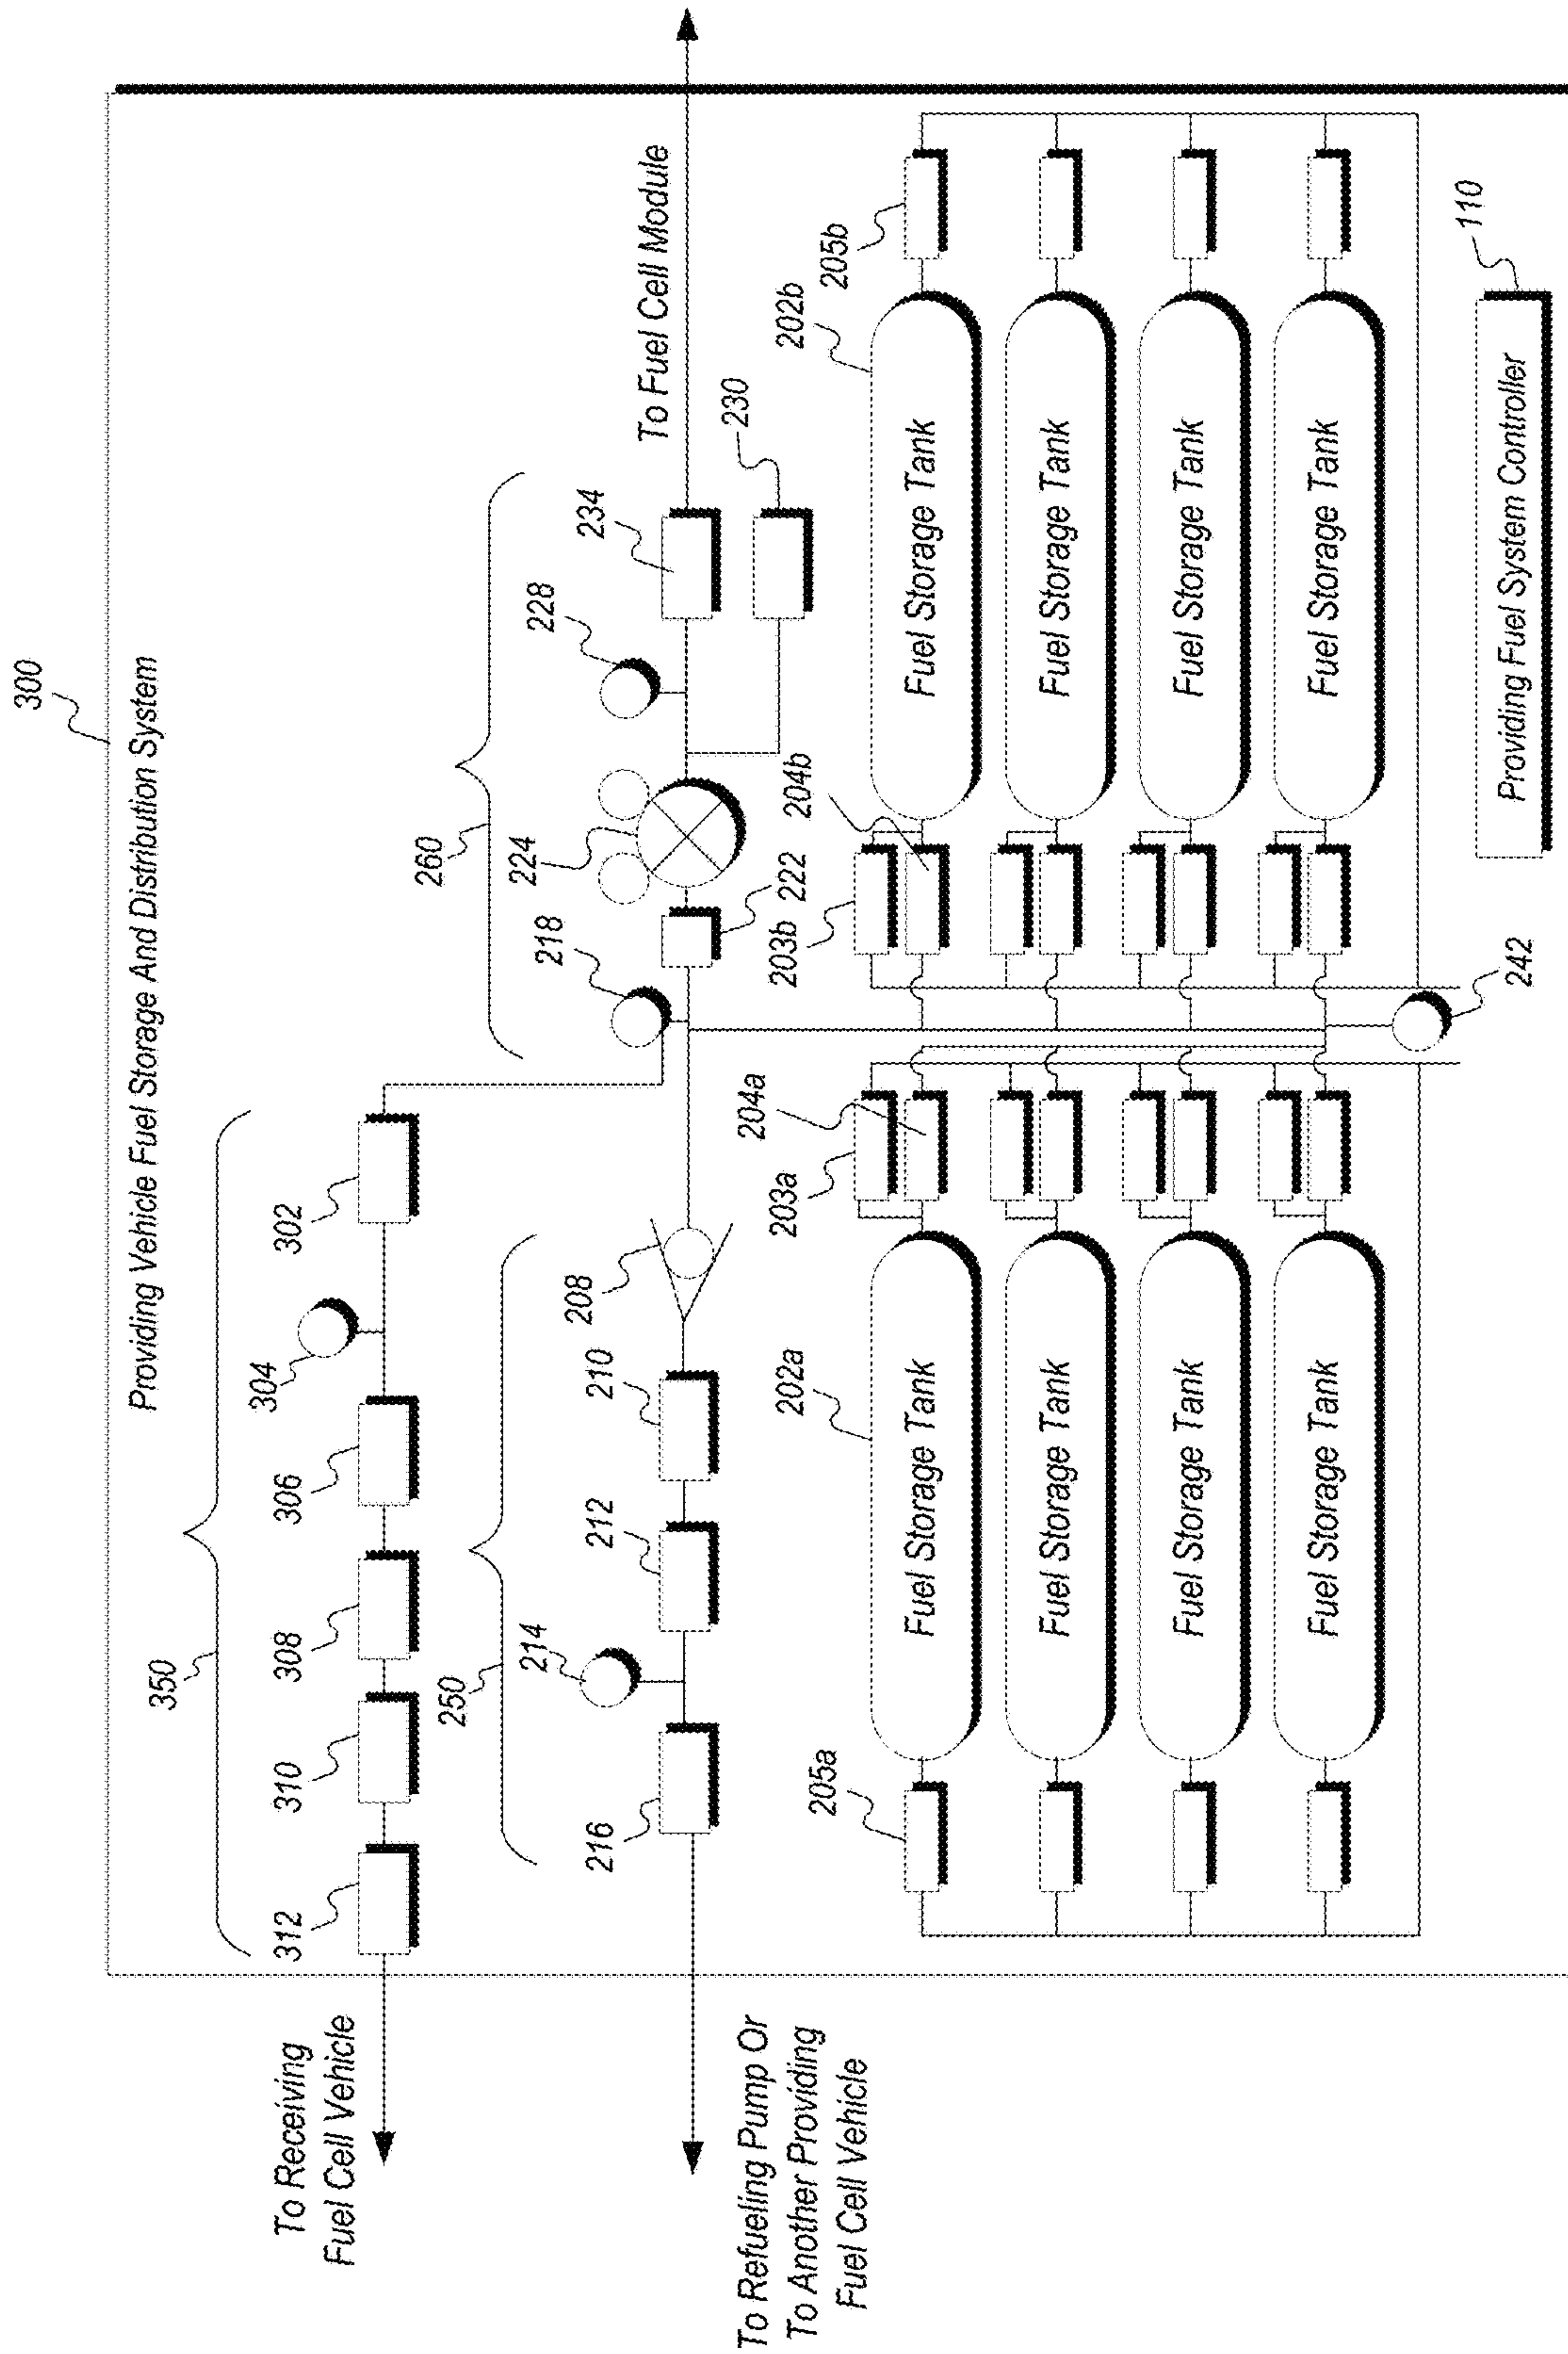 300
Providing Vehicle Fuel Storage And Distribution System
350
312
310
308
306
304
302
To Receiving
Fuel Cell Vehicle
250
216
214
212
210
208
To Refueling Pump Or
To Another Providing
Fuel Cell Vehicle
260
218
222
224
228
234
230
To Fuel Cell Module
205a
202a
203a
204a
203b
204b
202b
205b
Fuel Storage Tank
Fuel Storage Tank
Fuel Storage Tank
Fuel Storage Tank
Fuel Storage Tank
Fuel Storage Tank
Fuel Storage Tank
Fuel Storage Tank
242
Providing Fuel System Controller
110